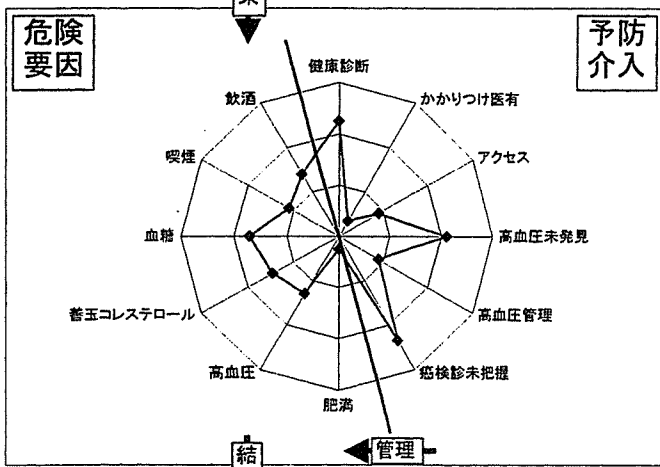 危険
要因
予防
介入
健康診断
飲酒
かかりつけ医有
喫煙
アクセス
血糖
高血圧未発見
善玉コレステロール
高血圧管理
高血圧
癌検診未把握
肥満
結
管理